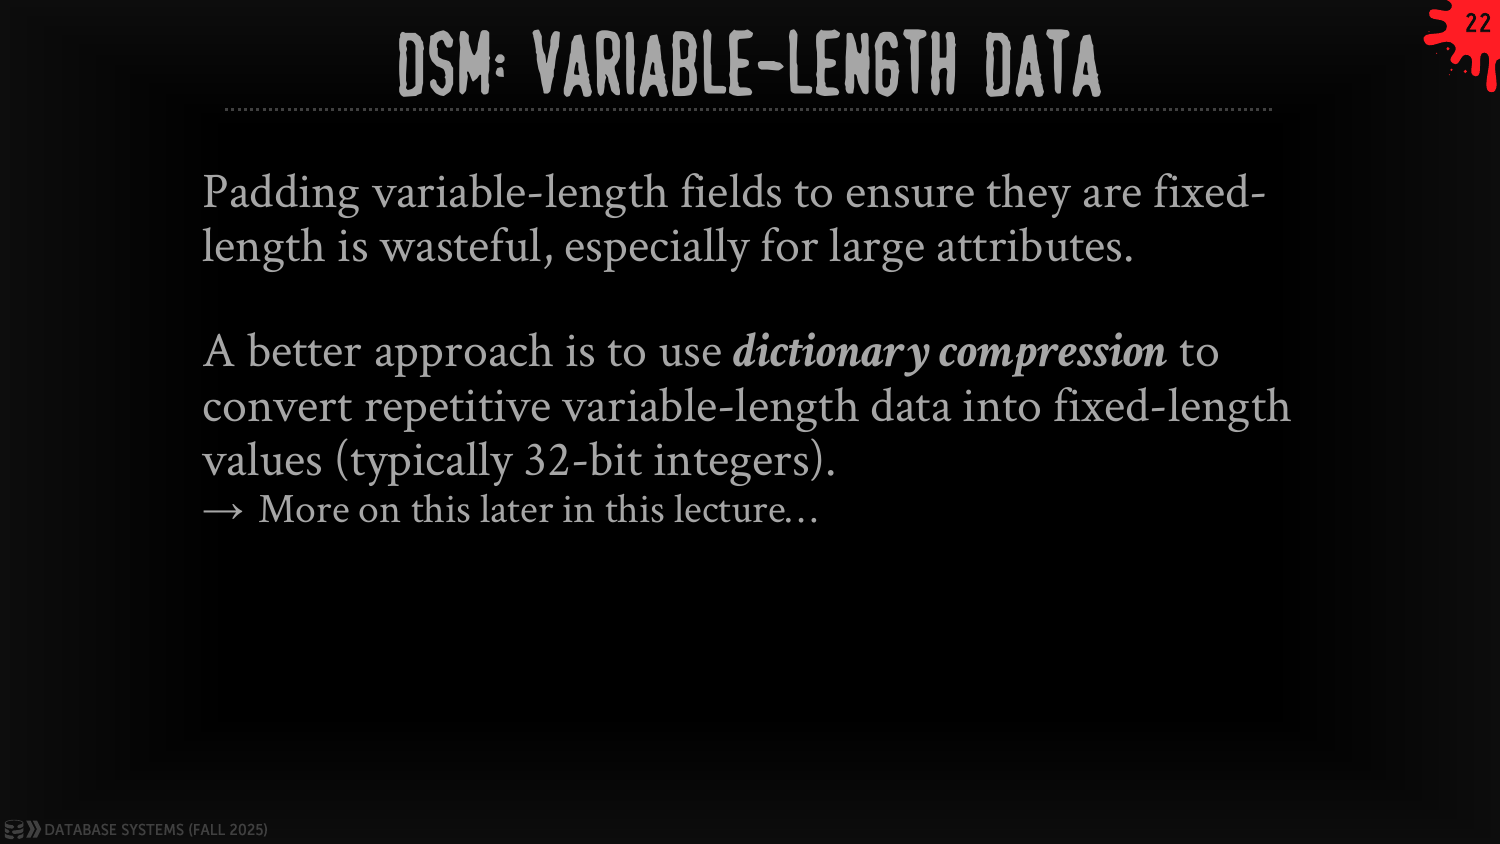 DSM: VARIABLE-LENGTH DATA
22
Padding variable-length fields to ensure they are fixed-
length is wasteful, especially for large attributes.
A better approach is to use dictionary compression to
convert repetitive variable-length data into fixed-length
values (typically 32-bit integers).
→ More on this later in this lecture…
DATABASE SYSTEMS (FALL 2025)